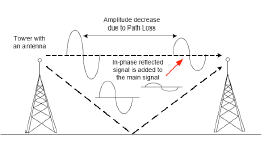 Amplitude decrease
due to Path Loss
Tower with
an antenna
In-phase reflected
signal is added to
the main signal